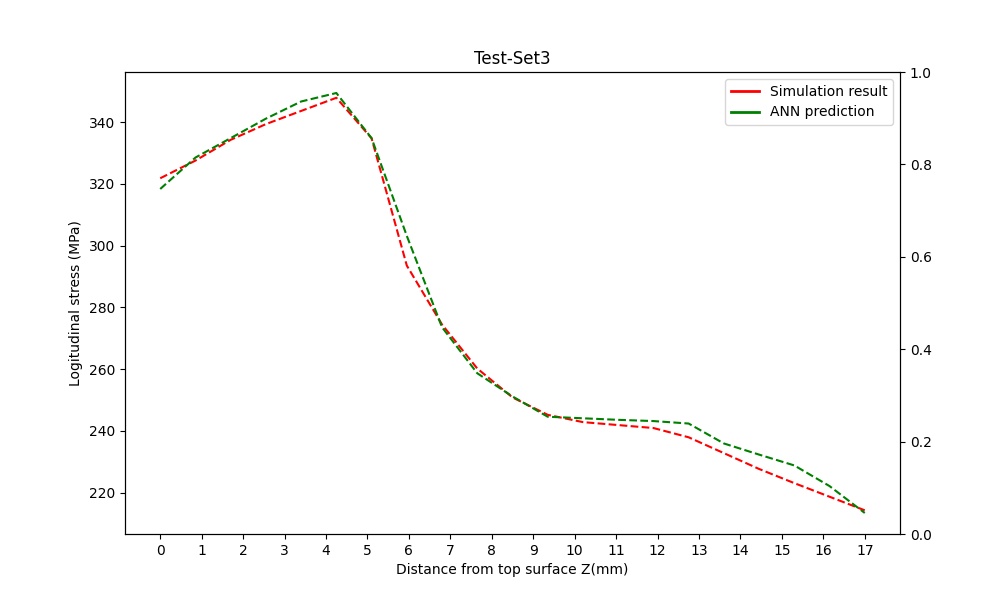 Test-Set3
Simulation result
ANN prediction
Logitudinal stress (MPa)
340
320
300
280
260
240
220
1.0
0.8
0.6
0.4
0.2
0.0
0 1 2 3 4 5 6 7 8 9 10 11 12 13 14 15 16 17
Distance from top surface Z(mm)